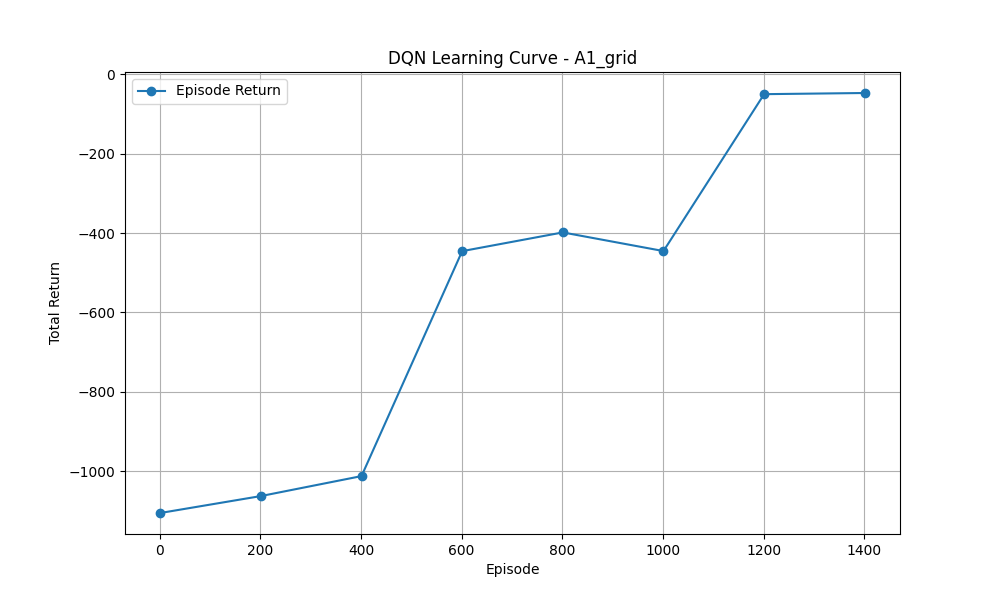 DQN Learning Curve - A1_grid
Episode Return
0
−200
−400
−600
−800
−1000
Total Return
0 200 400 600 800 1000 1200 1400
Episode